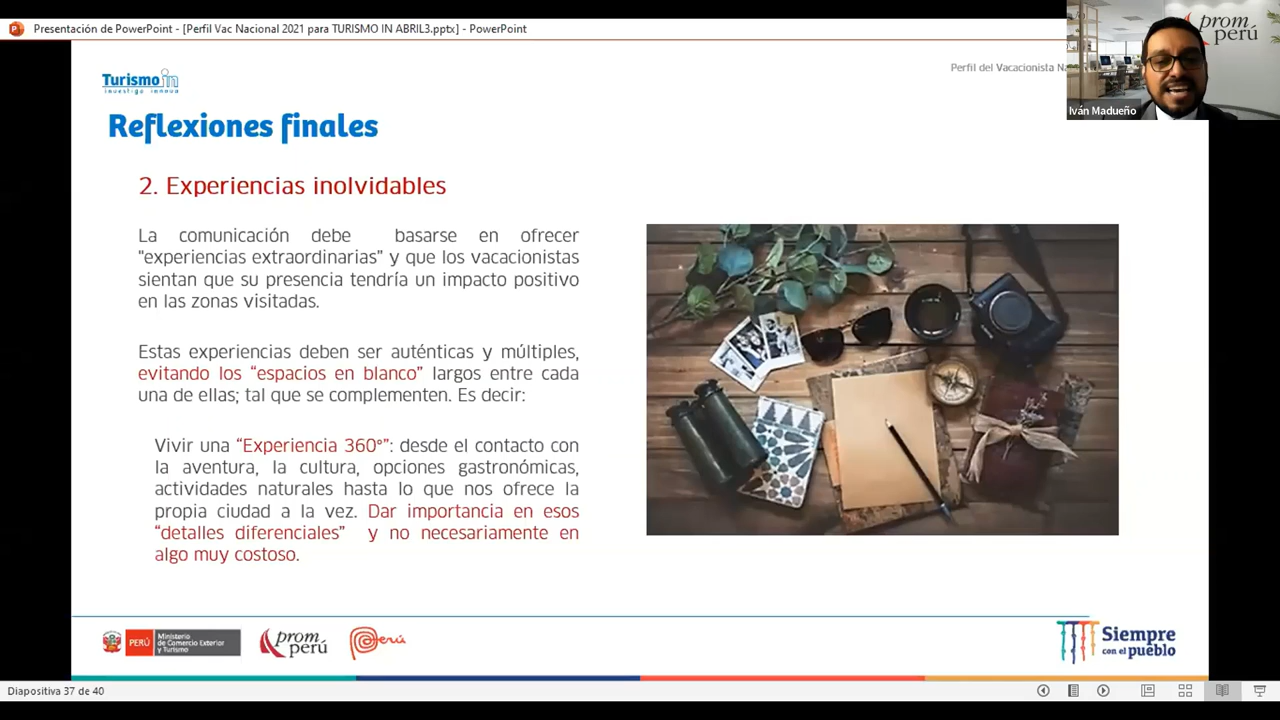 Presentación de PowerPoint - [Perfil Vac Nacional 2021 para TURISMO IN ABRIL3.pptx] - PowerPoint
prom
perú
Perfil del Vacacionista
Iván Madueño
Turismo in
investiga innova
Reflexiones finales
2. Experiencias inolvidables
La comunicación debe basarse en ofrecer
"experiencias extraordinarias" y que los vacacionistas
sientan que su presencia tendría un impacto positivo
en las zonas visitadas.
Estas experiencias deben ser auténticas y múltiples,
evitando los “espacios en blanco” largos entre cada
una de ellas; tal que se complementen. Es decir:
Vivir una “Experiencia 360°”: desde el contacto con
la aventura, la cultura, opciones gastronómicas,
actividades naturales hasta lo que nos ofrece la
propia ciudad a la vez. Dar importancia en esos
“detalles diferenciales” y no necesariamente en
algo muy costoso.
PERÚ
Ministerio
de Comercio Exterior
y Turismo
prom
perú
Perú
Siempre
con el pueblo
Diapositiva 37 de 40